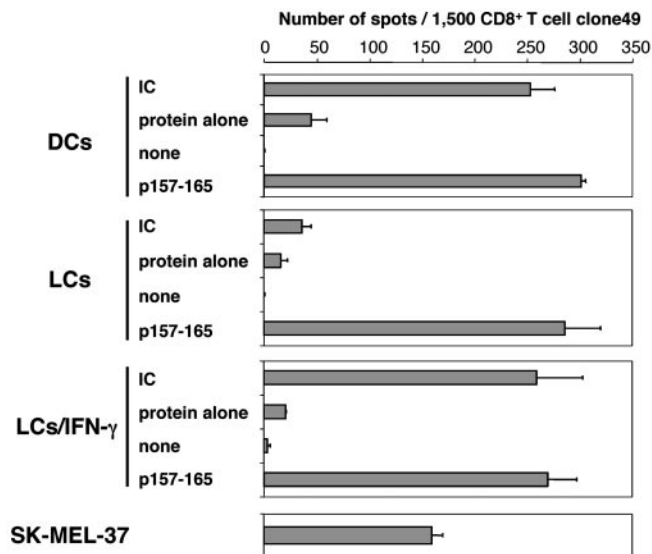 Number of spots / 1,500 CD8⁺ T cell clone49
0 50 100 150 200 250 300 350
DCs
IC
protein alone
none
p157-165
LCs
IC
protein alone
none
p157-165
LCs/IFN-γ
IC
protein alone
none
p157-165
SK-MEL-37